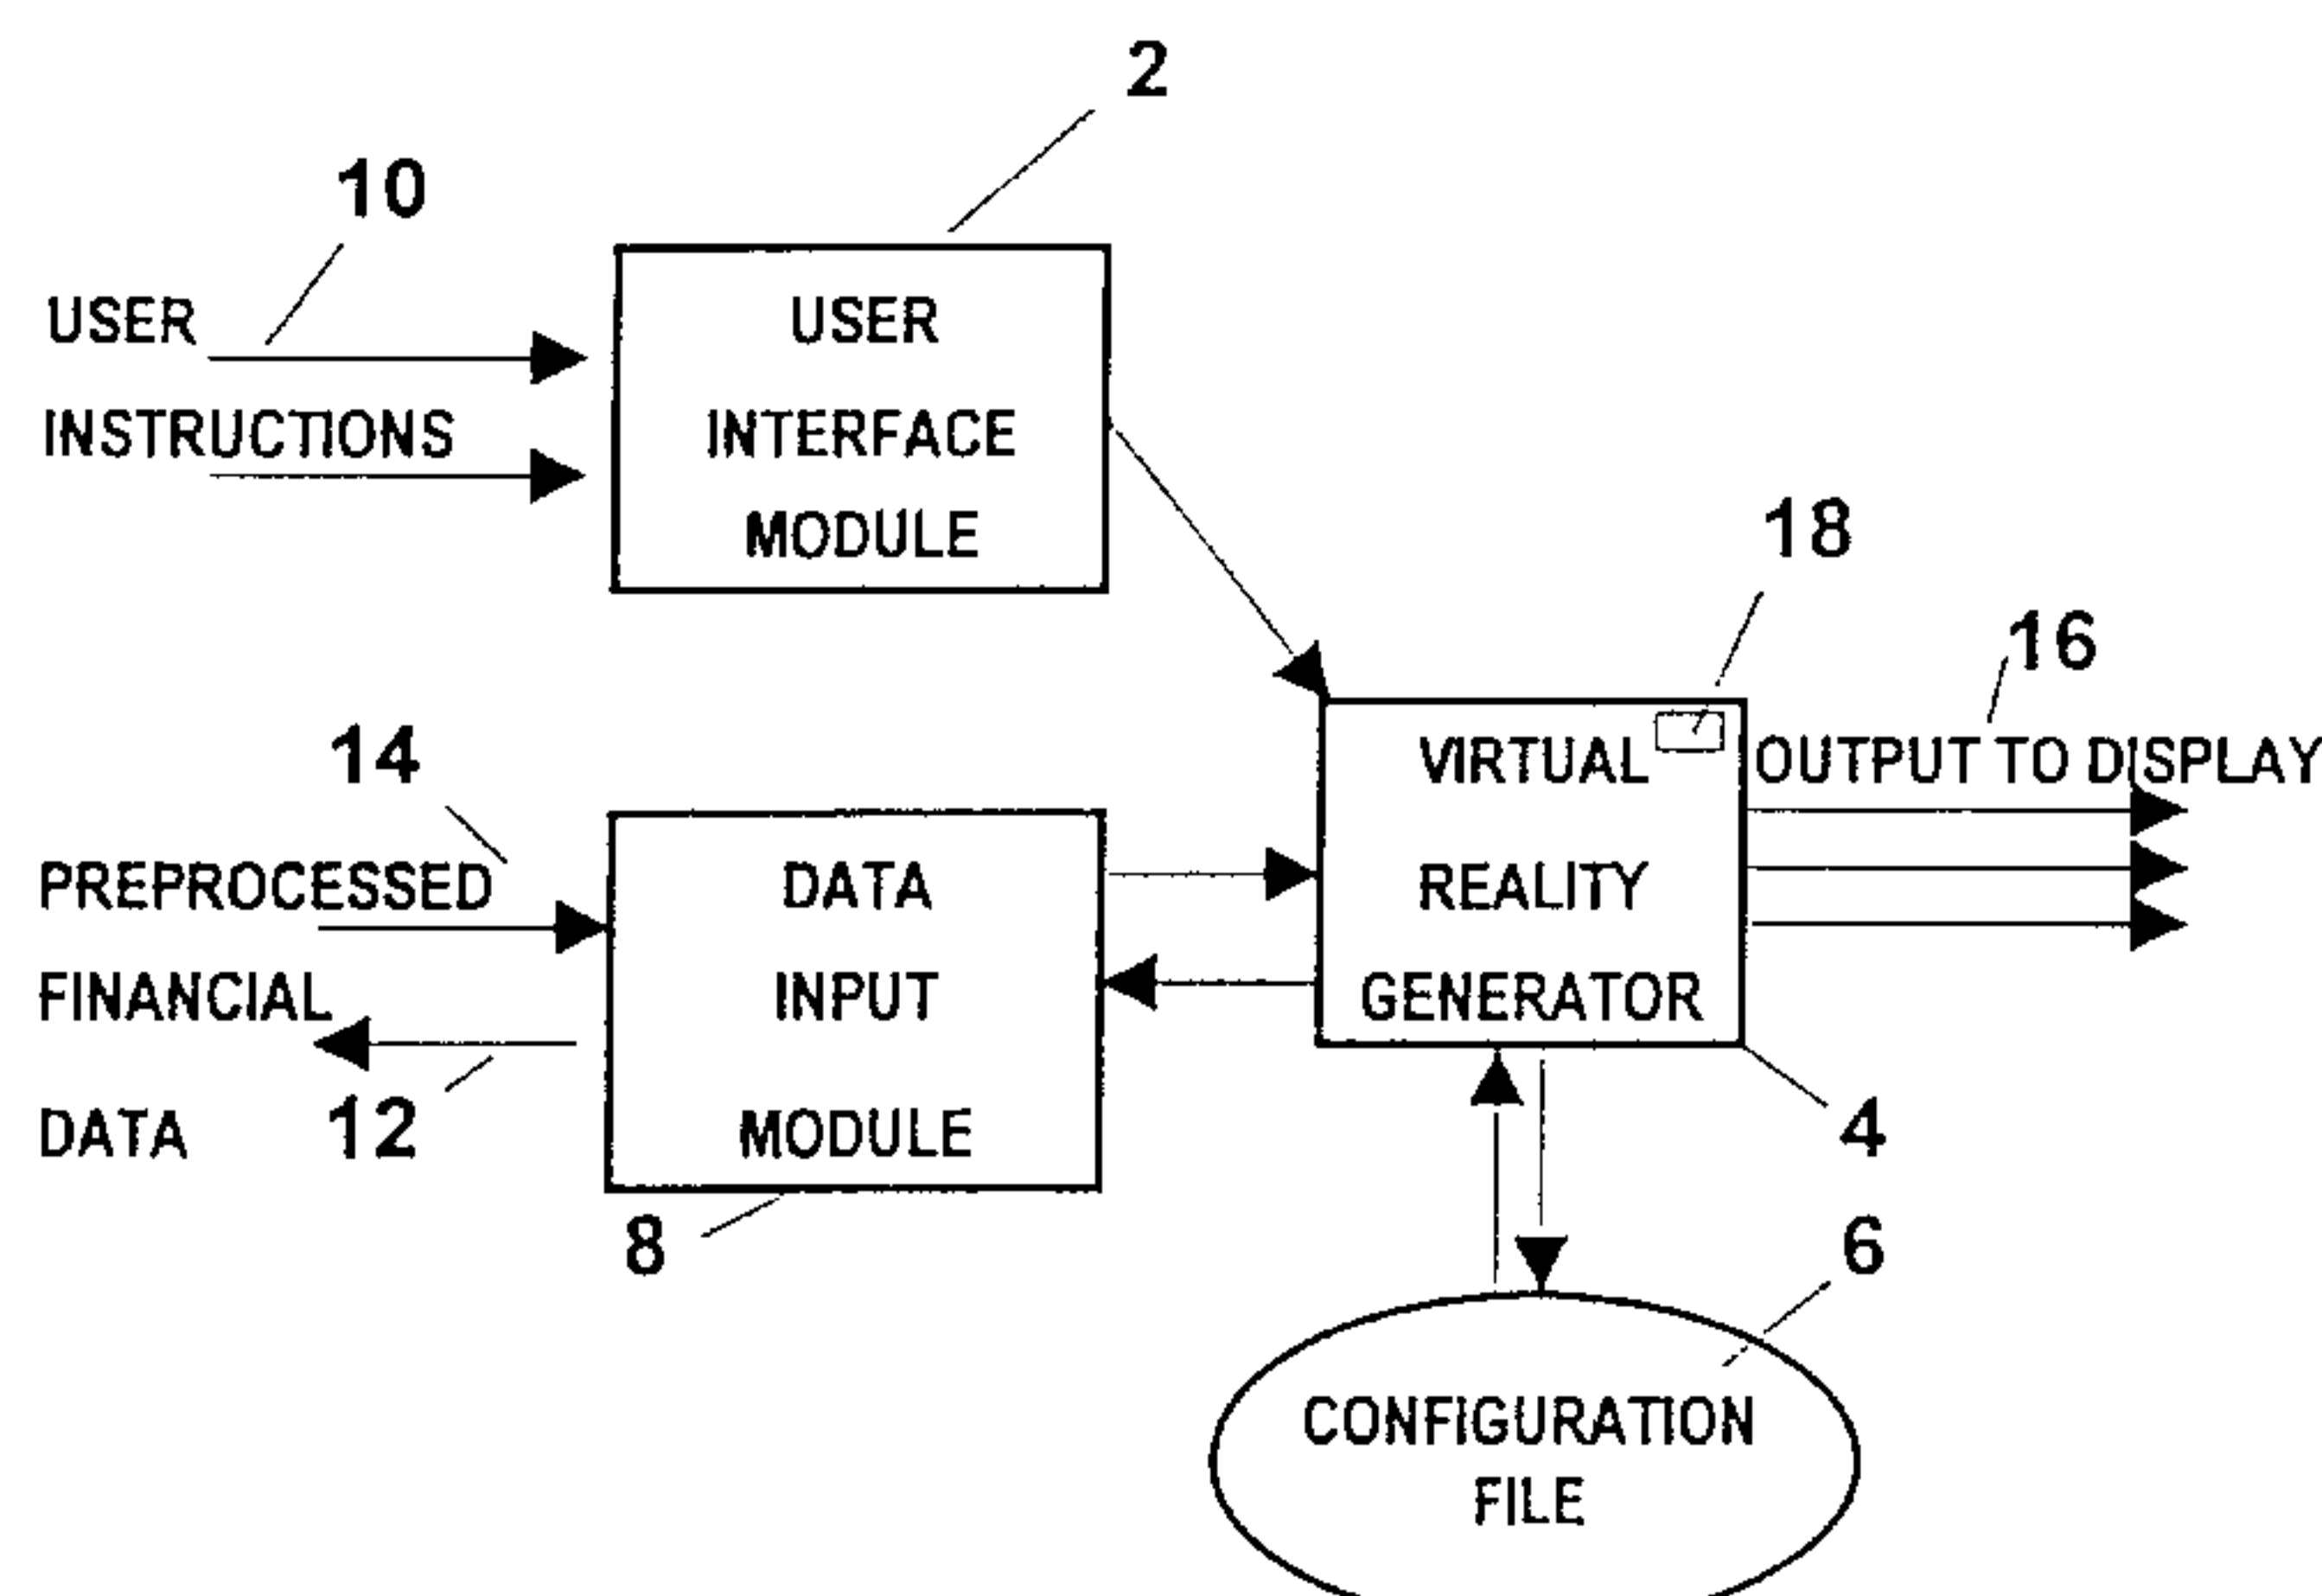 2
10
USER
INSTRUCTIONS
USER
INTERFACE
MODULE
18
16
14
PREPROCESSED
FINANCIAL
DATA
12
DATA
INPUT
MODULE
8
VIRTUAL
REALITY
GENERATOR
OUTPUT TO DISPLAY
4
6
CONFIGURATION
FILE